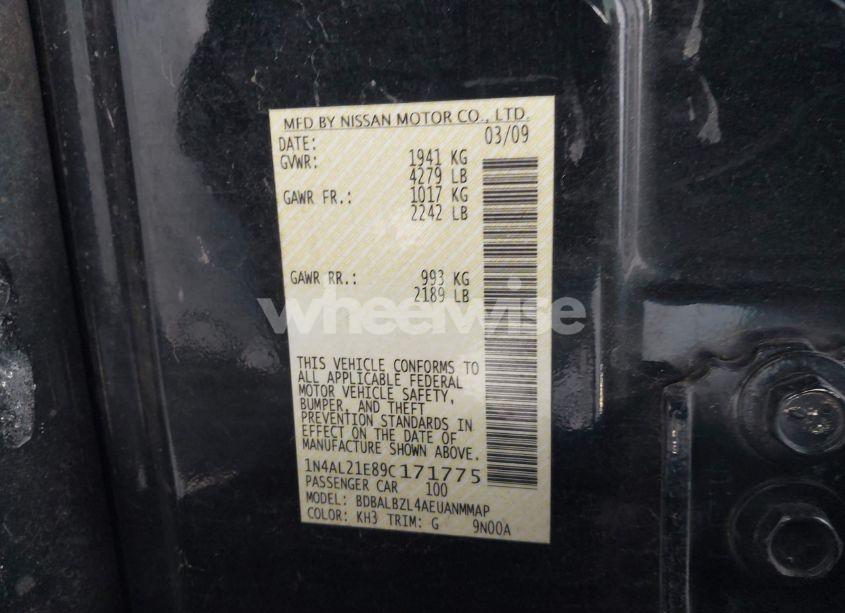 MFD BY NISSAN MOTOR CO., LTD.
DATE: 03/09
GVWR: 1941 KG
4279 LB
GAWR FR.: 1017 KG
2242 LB
GAWR RR.: 993 KG
2189 LB
wheelwise
THIS VEHICLE CONFORMS TO
ALL APPLICABLE FEDERAL
MOTOR VEHICLE SAFETY,
BUMPER, AND THEFT
PREVENTION STANDARDS IN
EFFECT ON THE DATE OF
MANUFACTURE SHOWN ABOVE.
1N4AL21E89C171775
PASSENGER CAR 100
MODEL: BDBALBZL4AEUANMMAP
COLOR: KH3 TRIM: G 9N00A